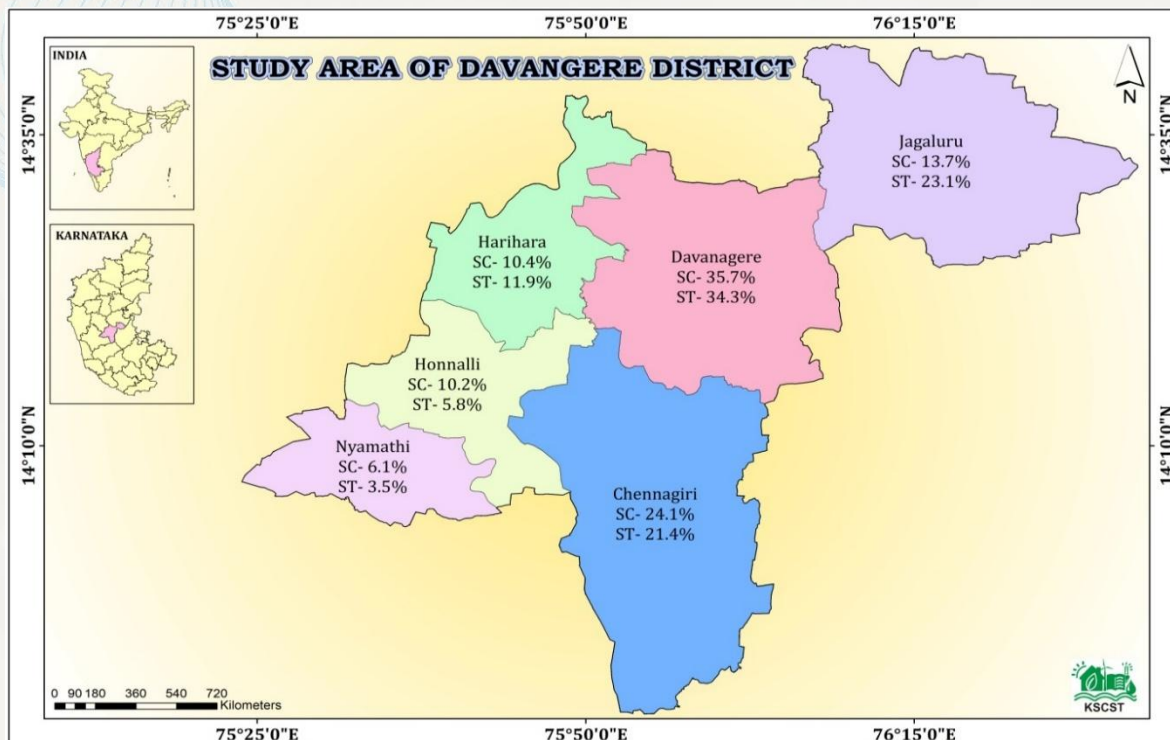 75°25'0"E 75°50'0"E 76°15'0"E
INDIA
STUDY AREA OF DAVANGERE DISTRICT
N
14°35'0"N
14°35'0"N
Jagaluru
SC- 13.7%
ST- 23.1%
KARNATAKA
Harihara
SC- 10.4%
ST- 11.9%
Davanagere
SC- 35.7%
ST- 34.3%
Honnalli
SC- 10.2%
ST- 5.8%
14°10'0"N
14°10'0"N
Nyamathi
SC- 6.1%
ST- 3.5%
Chennagiri
SC- 24.1%
ST- 21.4%
0 90 180 360 540 720
Kilometers
KSCST
75°25'0"E 75°50'0"E 76°15'0"E